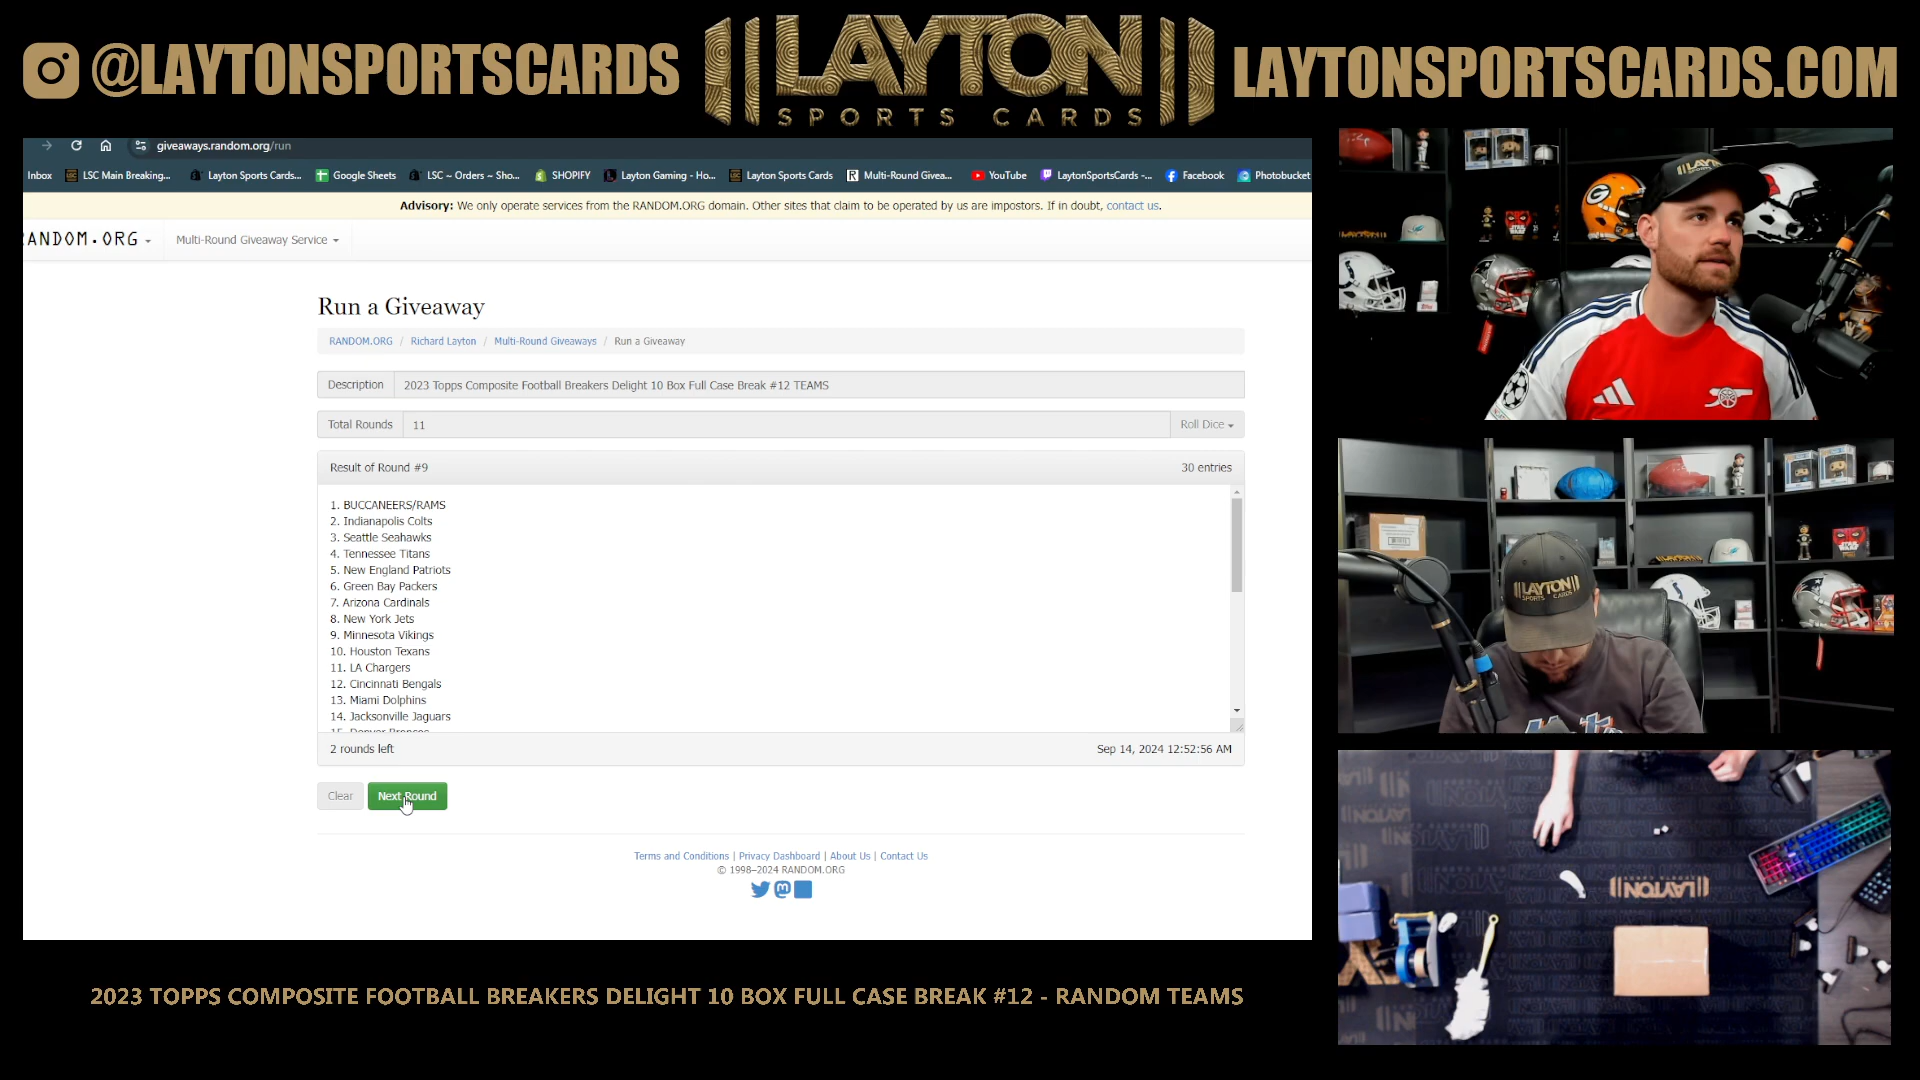 @LAYTONSPORTSCARDS
LAYTON
SPORTS CARDS
LAYTONSPORTSCARDS.COM
giveaways.random.org/run
Inbox LSC Main Breaking... Layton Sports Cards... Google Sheets LSC ~ Orders ~ Sho... SHOPIFY Layton Gaming - Ho... Layton Sports Cards Multi-Round Givea... YouTube LaytonSportsCards -... Facebook Photobucket
Advisory: We only operate services from the RANDOM.ORG domain. Other sites that claim to be operated by us are impostors. If in doubt, contact us.
RANDOM.ORG Multi-Round Giveaway Service
Run a Giveaway
RANDOM.ORG / Richard Layton / Multi-Round Giveaways / Run a Giveaway
Description 2023 Topps Composite Football Breakers Delight 10 Box Full Case Break #12 TEAMS
Total Rounds 11 Roll Dice
Result of Round #9 30 entries
1. BUCCANEERS/RAMS
2. Indianapolis Colts
3. Seattle Seahawks
4. Tennessee Titans
5. New England Patriots
6. Green Bay Packers
7. Arizona Cardinals
8. New York Jets
9. Minnesota Vikings
10. Houston Texans
11. LA Chargers
12. Cincinnati Bengals
13. Miami Dolphins
14. Jacksonville Jaguars
15. Denver Broncos
2 rounds left Sep 14, 2024 12:52:56 AM
Clear Next Round
Terms and Conditions | Privacy Dashboard | About Us | Contact Us
© 1998–2024 RANDOM.ORG
2023 TOPPS COMPOSITE FOOTBALL BREAKERS DELIGHT 10 BOX FULL CASE BREAK #12 - RANDOM TEAMS
LAYTON
SPORTS CARDS
LAYTON